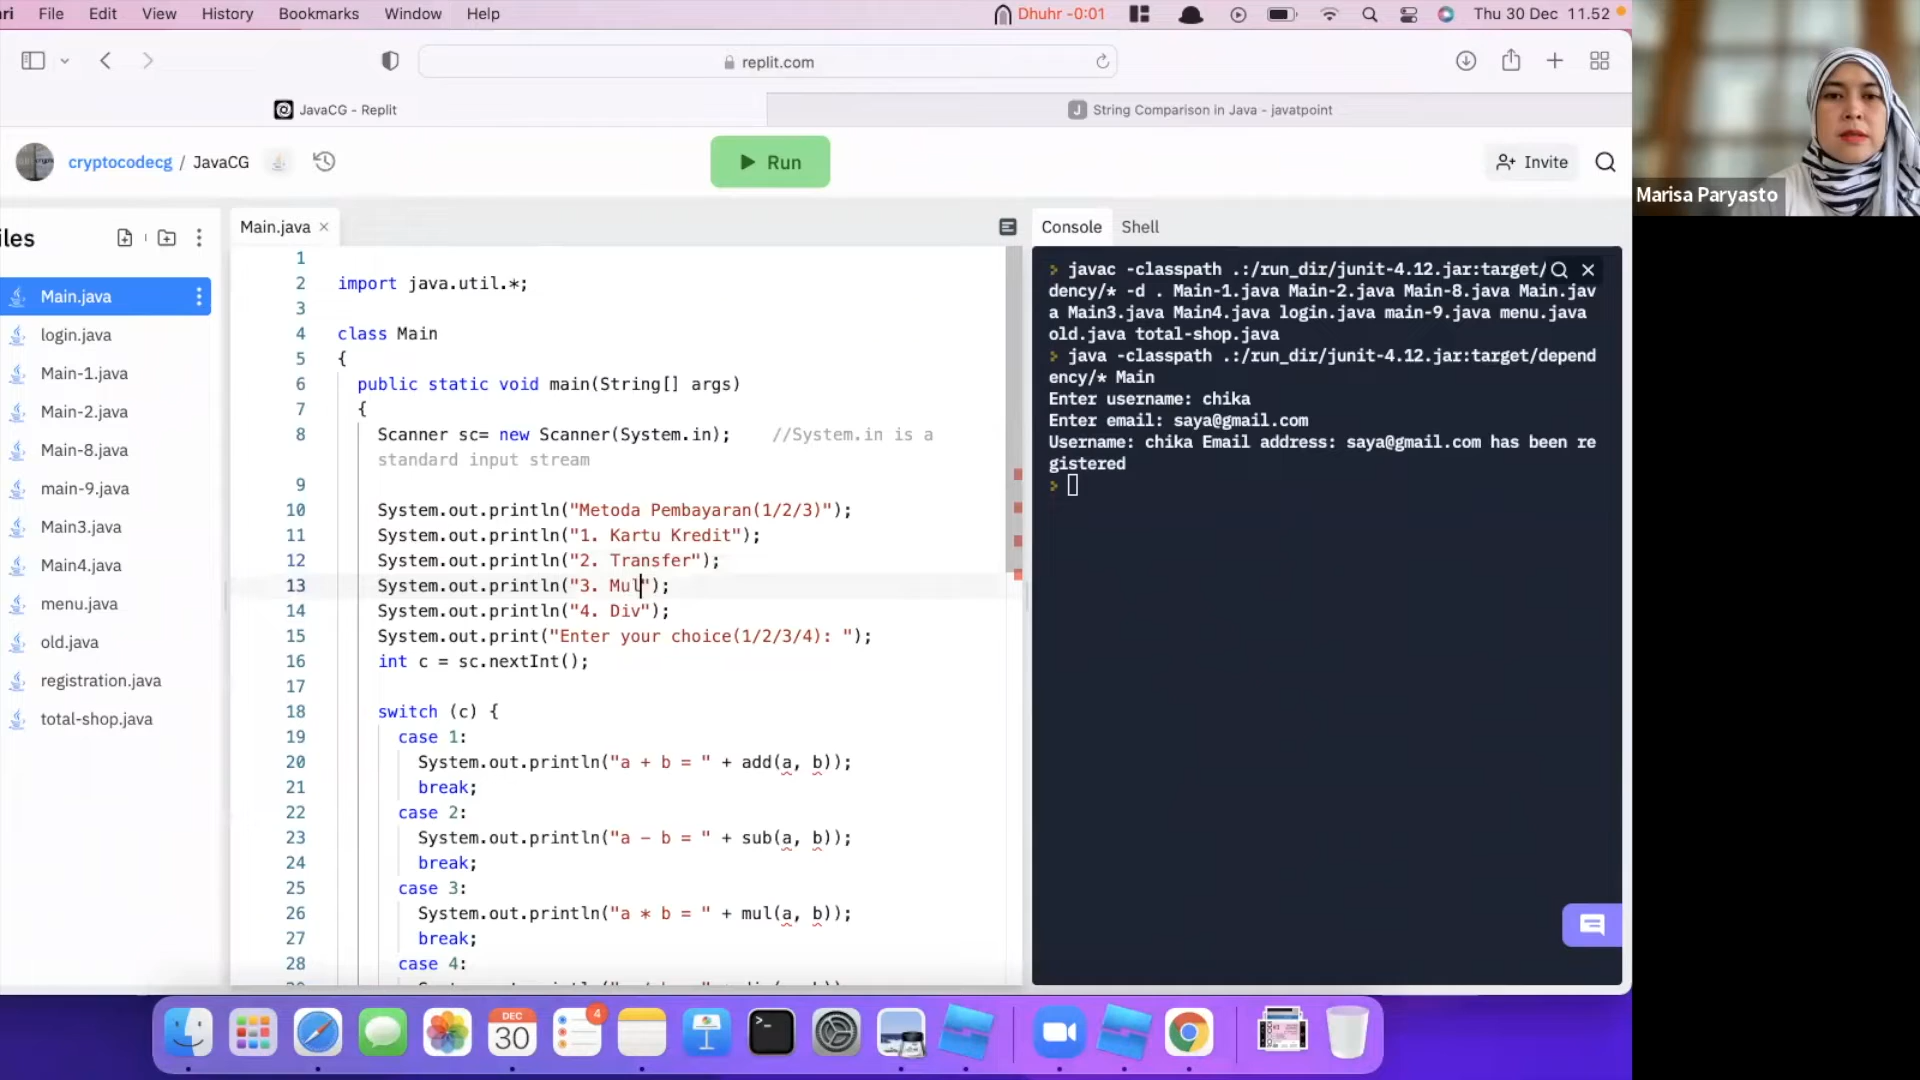 ri File Edit View History Bookmarks Window Help Dhuhr -0:01 Thu 30 Dec 11.52
replit.com
JavaCG - Replit
String Comparison in Java - javatpoint
cryptocodecg / JavaCG
Run
Invite
Marisa Paryasto
iles
Main.java
login.java
Main-1.java
Main-2.java
Main-8.java
main-9.java
Main3.java
Main4.java
menu.java
old.java
registration.java
total-shop.java
Main.java
1
2 import java.util.*;
3
4 class Main
5 {
6 public static void main(String[] args)
7 {
8 Scanner sc= new Scanner(System.in); //System.in is a
standard input stream
9
10 System.out.println("Metoda Pembayaran(1/2/3)");
11 System.out.println("1. Kartu Kredit");
12 System.out.println("2. Transfer");
13 System.out.println("3. Mul");
14 System.out.println("4. Div");
15 System.out.print("Enter your choice(1/2/3/4): ");
16 int c = sc.nextInt();
17
18 switch (c) {
19 case 1:
20 System.out.println("a + b = " + add(a, b));
21 break;
22 case 2:
23 System.out.println("a - b = " + sub(a, b));
24 break;
25 case 3:
26 System.out.println("a * b = " + mul(a, b));
27 break;
28 case 4:
Console Shell
javac -classpath .:/run_dir/junit-4.12.jar:target/
dency/* -d . Main-1.java Main-2.java Main-8.java Main.jav
a Main3.java Main4.java login.java main-9.java menu.java
old.java total-shop.java
java -classpath .:/run_dir/junit-4.12.jar:target/depend
ency/* Main
Enter username: chika
Enter email: saya@gmail.com
Username: chika Email address: saya@gmail.com has been re
gistered
DEC
30
4